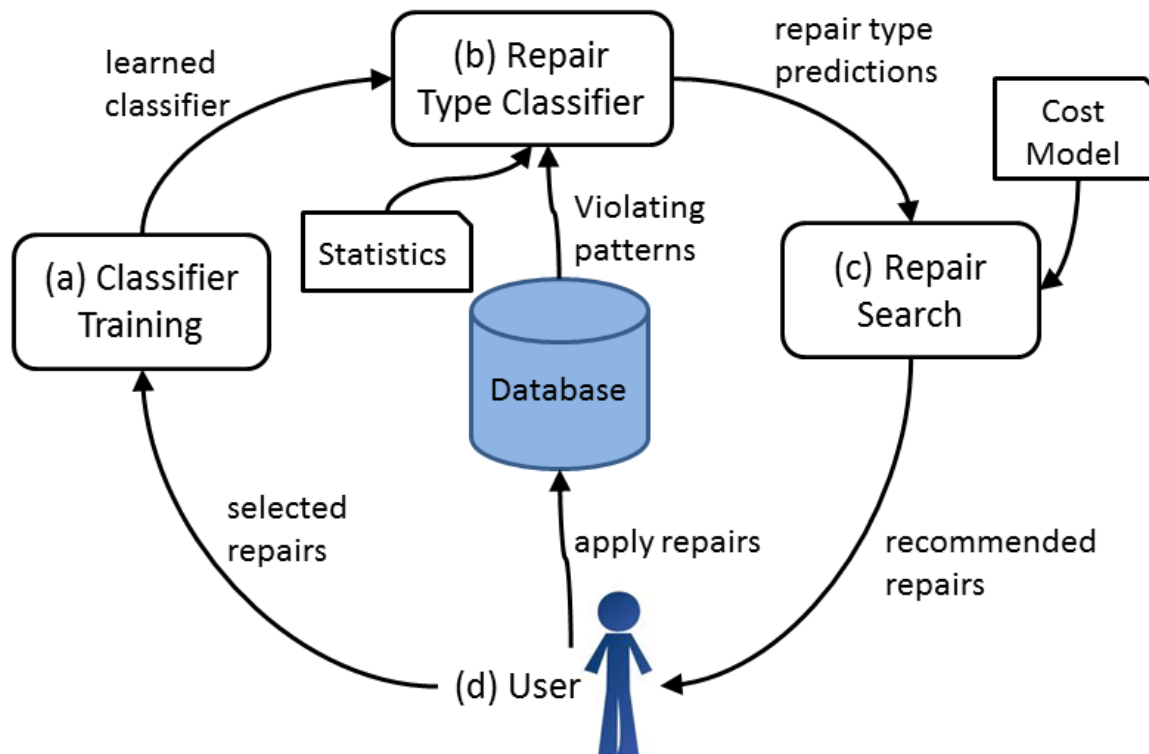 (b) Repair
Type Classifier
learned
classifier
repair type
predictions
Cost
Model
Statistics
Violating
patterns
(a) Classifier
Training
(c) Repair
Search
Database
selected
repairs
apply repairs
recommended
repairs
(d) User